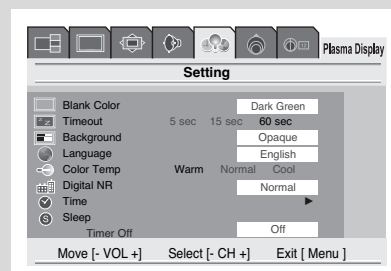 Plasma Display
Setting
Blank Color Dark Green
Timeout 5 sec 15 sec 60 sec
Background Opaque
Language English
Color Temp Warm Normal Cool
Digital NR Normal
Time
Sleep
Timer Off Off
Move [- VOL +] Select [- CH +] Exit [ Menu ]